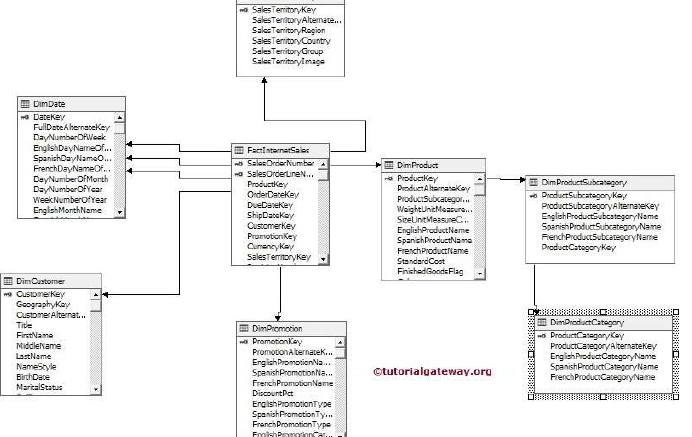 SalesTerritoryKey
SalesTerritoryAlternate...
SalesTerritoryRegion
SalesTerritoryCountry
SalesTerritoryGroup
SalesTerritoryImage
DimDate
DateKey
FullDateAlternateKey
DayNumberOfWeek
EnglishDayNameOf...
SpanishDayNameO...
FrenchDayNameOf...
DayNumberOfMonth
DayNumberOfYear
WeekNumberOfYear
EnglishMonthName
FactInternetSales
SalesOrderNumber
SalesOrderLineN...
ProductKey
OrderDateKey
DueDateKey
ShipDateKey
CustomerKey
PromotionKey
CurrencyKey
SalesTerritoryKey
DimProduct
ProductKey
ProductAlternateKey
ProductSubcategor...
WeightUnitMeasure...
SizeUnitMeasureC...
EnglishProductName
SpanishProductName
FrenchProductName
StandardCost
FinishedGoodsFlag
DimProductSubcategory
ProductSubcategoryKey
ProductSubcategoryAlternateKey
EnglishProductSubcategoryName
SpanishProductSubcategoryName
FrenchProductSubcategoryName
ProductCategoryKey
DimCustomer
CustomerKey
GeographyKey
CustomerAlternat...
Title
FirstName
MiddleName
LastName
NameStyle
BirthDate
MaritalStatus
DimPromotion
PromotionKey
PromotionAlternateK...
EnglishPromotionNa...
SpanishPromotionNa...
FrenchPromotionName
DiscountPct
EnglishPromotionType
SpanishPromotionTy...
FrenchPromotionType
EnglishPromotionCat...
©tutorialgateway.org
DimProductCategory
ProductCategoryKey
ProductCategoryAlternateKey
EnglishProductCategoryName
SpanishProductCategoryName
FrenchProductCategoryName